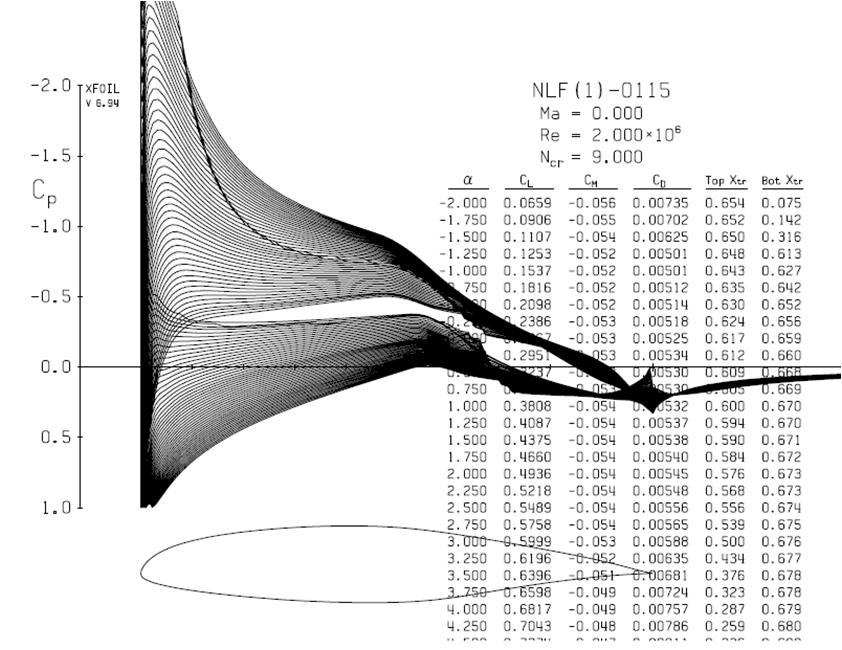 -2.0
XFOIL
V 6.94
-1.5
Cp
-1.0
-0.5
0.0
0.5
1.0
NLF(1)-0115
Ma = 0.000
Re = 2.000×10⁶
Ncr = 9.000
α CL CM CD Top Xtr Bot Xtr
-2.000 0.0659 -0.056 0.00735 0.654 0.075
-1.750 0.0906 -0.055 0.00702 0.652 0.142
-1.500 0.1107 -0.054 0.00625 0.650 0.316
-1.250 0.1253 -0.052 0.00501 0.648 0.613
-1.000 0.1537 -0.052 0.00501 0.643 0.627
0.1816 -0.052 0.00512 0.635 0.642
0.2098 -0.052 0.00514 0.630 0.652
0.2386 -0.053 0.00518 0.624 0.656
-0.053 0.00525 0.617 0.659
0.2951 0.00534 0.612 0.660
0.00530 0.609 0.668
0.750 0.669
1.000 0.3808 -0.054 0.00532 0.600 0.670
1.250 0.4087 -0.054 0.00537 0.594 0.670
1.500 0.4375 -0.054 0.00538 0.590 0.671
1.750 0.4660 -0.054 0.00540 0.584 0.672
2.000 0.4936 -0.054 0.00545 0.576 0.673
2.250 0.5218 -0.054 0.00548 0.568 0.673
2.500 0.5489 -0.054 0.00556 0.556 0.674
2.750 0.5758 -0.054 0.00565 0.539 0.675
3.000 0.5999 -0.053 0.00588 0.500 0.676
3.250 0.6196 -0.052 0.00635 0.434 0.677
3.500 0.6396 -0.051 0.00681 0.376 0.678
3.750 0.6598 -0.049 0.00724 0.323 0.678
4.000 0.6817 -0.049 0.00757 0.287 0.679
4.250 0.7043 -0.048 0.00786 0.259 0.680